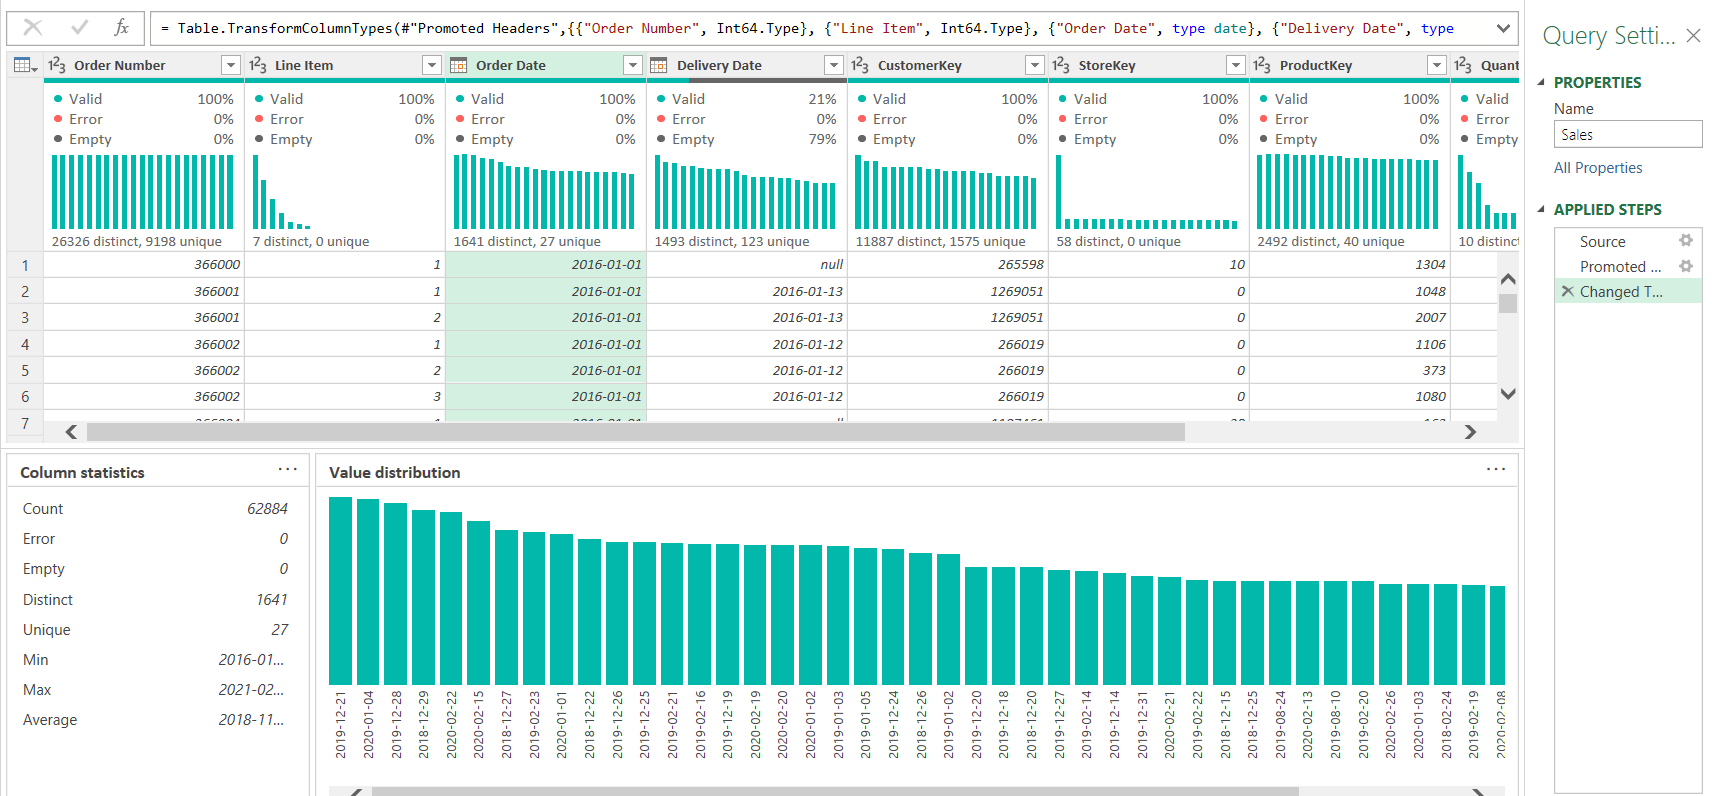 fx = Table.TransformColumnTypes(#"Promoted Headers",{{"Order Number", Int64.Type}, {"Line Item", Int64.Type}, {"Order Date", type date}, {"Delivery Date", type
Query Setti...
1²3 Order Number 1²3 Line Item Order Date Delivery Date 1²3 CustomerKey 1²3 StoreKey 1²3 ProductKey 1²3 Quant
Valid 100% Valid 100% Valid 100% Valid 21% Valid 100% Valid 100% Valid 100% Valid
Error 0% Error 0% Error 0% Error 0% Error 0% Error 0% Error 0% Error
Empty 0% Empty 0% Empty 0% Empty 79% Empty 0% Empty 0% Empty 0% Empty
26326 distinct, 9198 unique 7 distinct, 0 unique 1641 distinct, 27 unique 1493 distinct, 123 unique 11887 distinct, 1575 unique 58 distinct, 0 unique 2492 distinct, 40 unique 10 distinct
1 366000 1 2016-01-01 null 265598 10 1304
2 366001 1 2016-01-01 2016-01-13 1269051 0 1048
3 366001 2 2016-01-01 2016-01-13 1269051 0 2007
4 366002 1 2016-01-01 2016-01-12 266019 0 1106
5 366002 2 2016-01-01 2016-01-12 266019 0 373
6 366002 3 2016-01-01 2016-01-12 266019 0 1080
7
PROPERTIES
Name
Sales
All Properties
APPLIED STEPS
Source
Promoted ...
Changed T...
Column statistics
Count 62884
Error 0
Empty 0
Distinct 1641
Unique 27
Min 2016-01...
Max 2021-02...
Average 2018-11...
Value distribution
2019-12-21
2020-01-04
2019-12-28
2018-12-29
2020-02-22
2020-02-15
2018-12-27
2019-02-23
2020-01-01
2018-12-22
2019-12-26
2019-12-25
2019-02-21
2019-02-16
2019-12-19
2020-02-19
2019-02-20
2020-01-02
2019-01-03
2019-01-05
2019-12-24
2018-12-26
2019-01-02
2019-12-20
2018-12-18
2018-12-20
2019-12-27
2019-02-14
2020-12-14
2019-12-31
2020-02-21
2019-02-22
2018-12-15
2018-12-25
2019-08-24
2020-02-13
2019-08-10
2020-02-20
2020-02-26
2020-01-03
2018-02-24
2019-02-19
2020-02-08